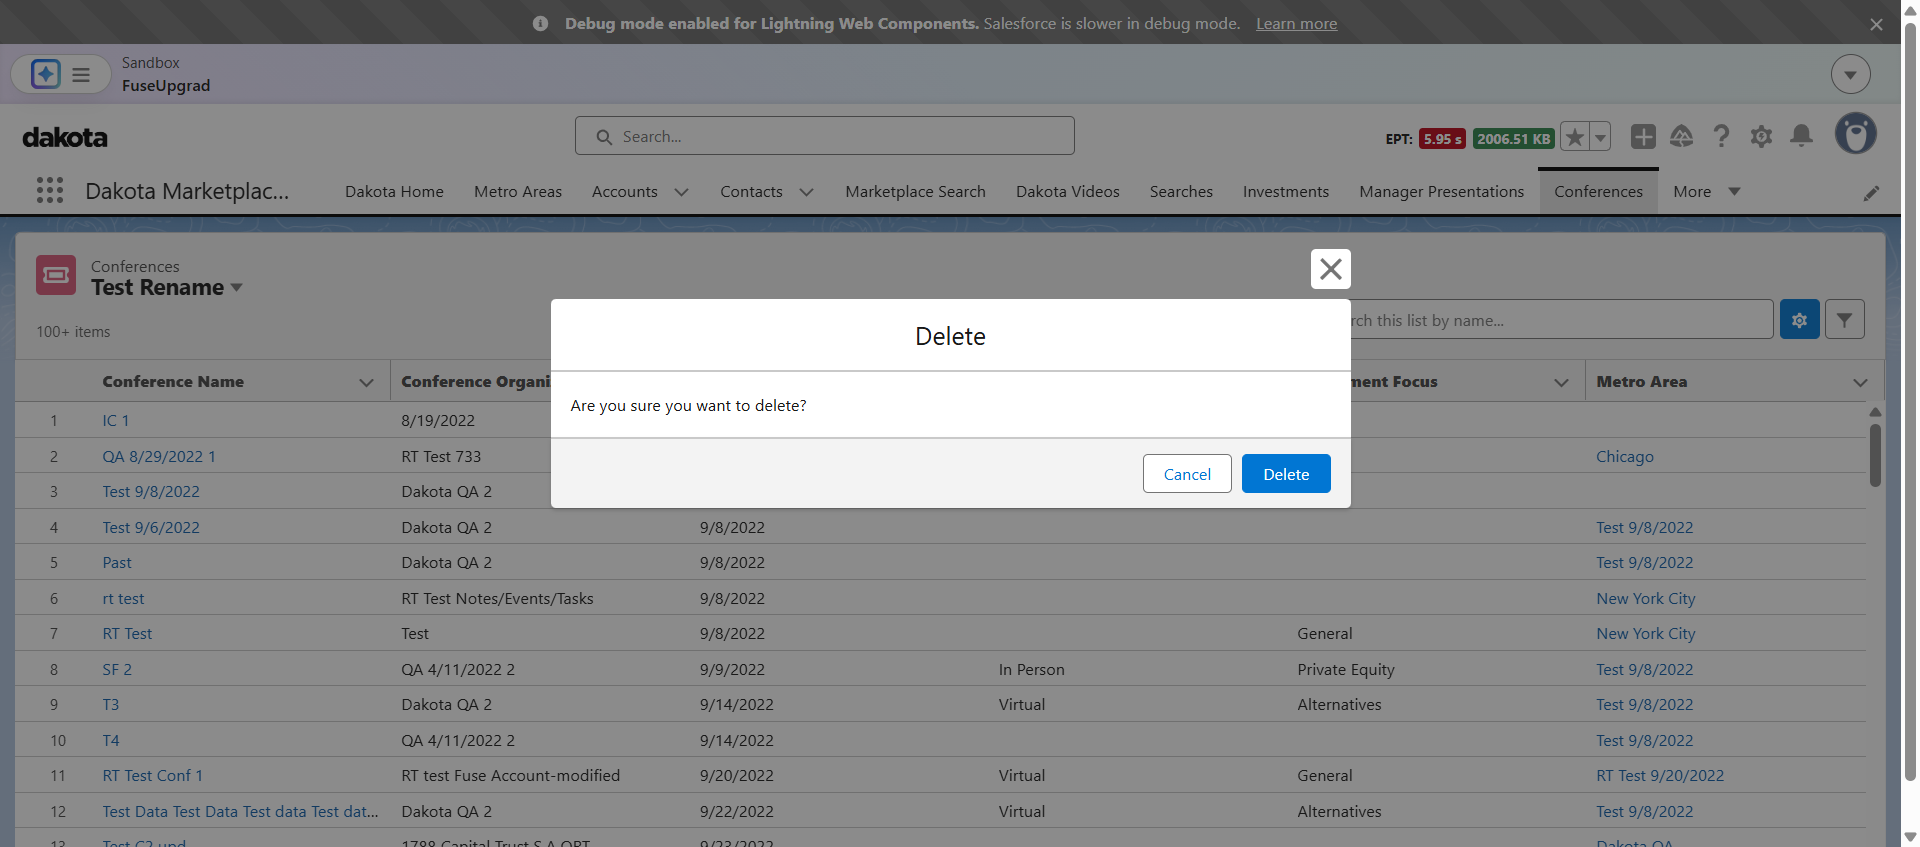 Debug mode enabled for Lightning Web Components. Salesforce is slower in debug mode. Learn more
Sandbox
FuseUpgrad
dakota
Search...
EPT: 5.95 s 2006.51 KB
Dakota Marketplac...
Dakota Home Metro Areas Accounts Contacts Marketplace Search Dakota Videos Searches Investments Manager Presentations Conferences More
Conferences
Test Rename
100+ items
rch this list by name...
Delete
Are you sure you want to delete?
Cancel Delete
Conference Name Conference Organi ment Focus Metro Area
1 IC 1 8/19/2022
2 QA 8/29/2022 1 RT Test 733 Chicago
3 Test 9/8/2022 Dakota QA 2
4 Test 9/6/2022 Dakota QA 2 9/8/2022 Test 9/8/2022
5 Past Dakota QA 2 9/8/2022 Test 9/8/2022
6 rt test RT Test Notes/Events/Tasks 9/8/2022 New York City
7 RT Test Test 9/8/2022 General New York City
8 SF 2 QA 4/11/2022 2 9/9/2022 In Person Private Equity Test 9/8/2022
9 T3 Dakota QA 2 9/14/2022 Virtual Alternatives Test 9/8/2022
10 T4 QA 4/11/2022 2 9/14/2022 Test 9/8/2022
11 RT Test Conf 1 RT test Fuse Account-modified 9/20/2022 Virtual General RT Test 9/20/2022
12 Test Data Test Data Test data Test dat... Dakota QA 2 9/22/2022 Virtual Alternatives Test 9/8/2022
13 Test C2 und 1788 Capital Trust S.A 9/23/2022 Dakota QA